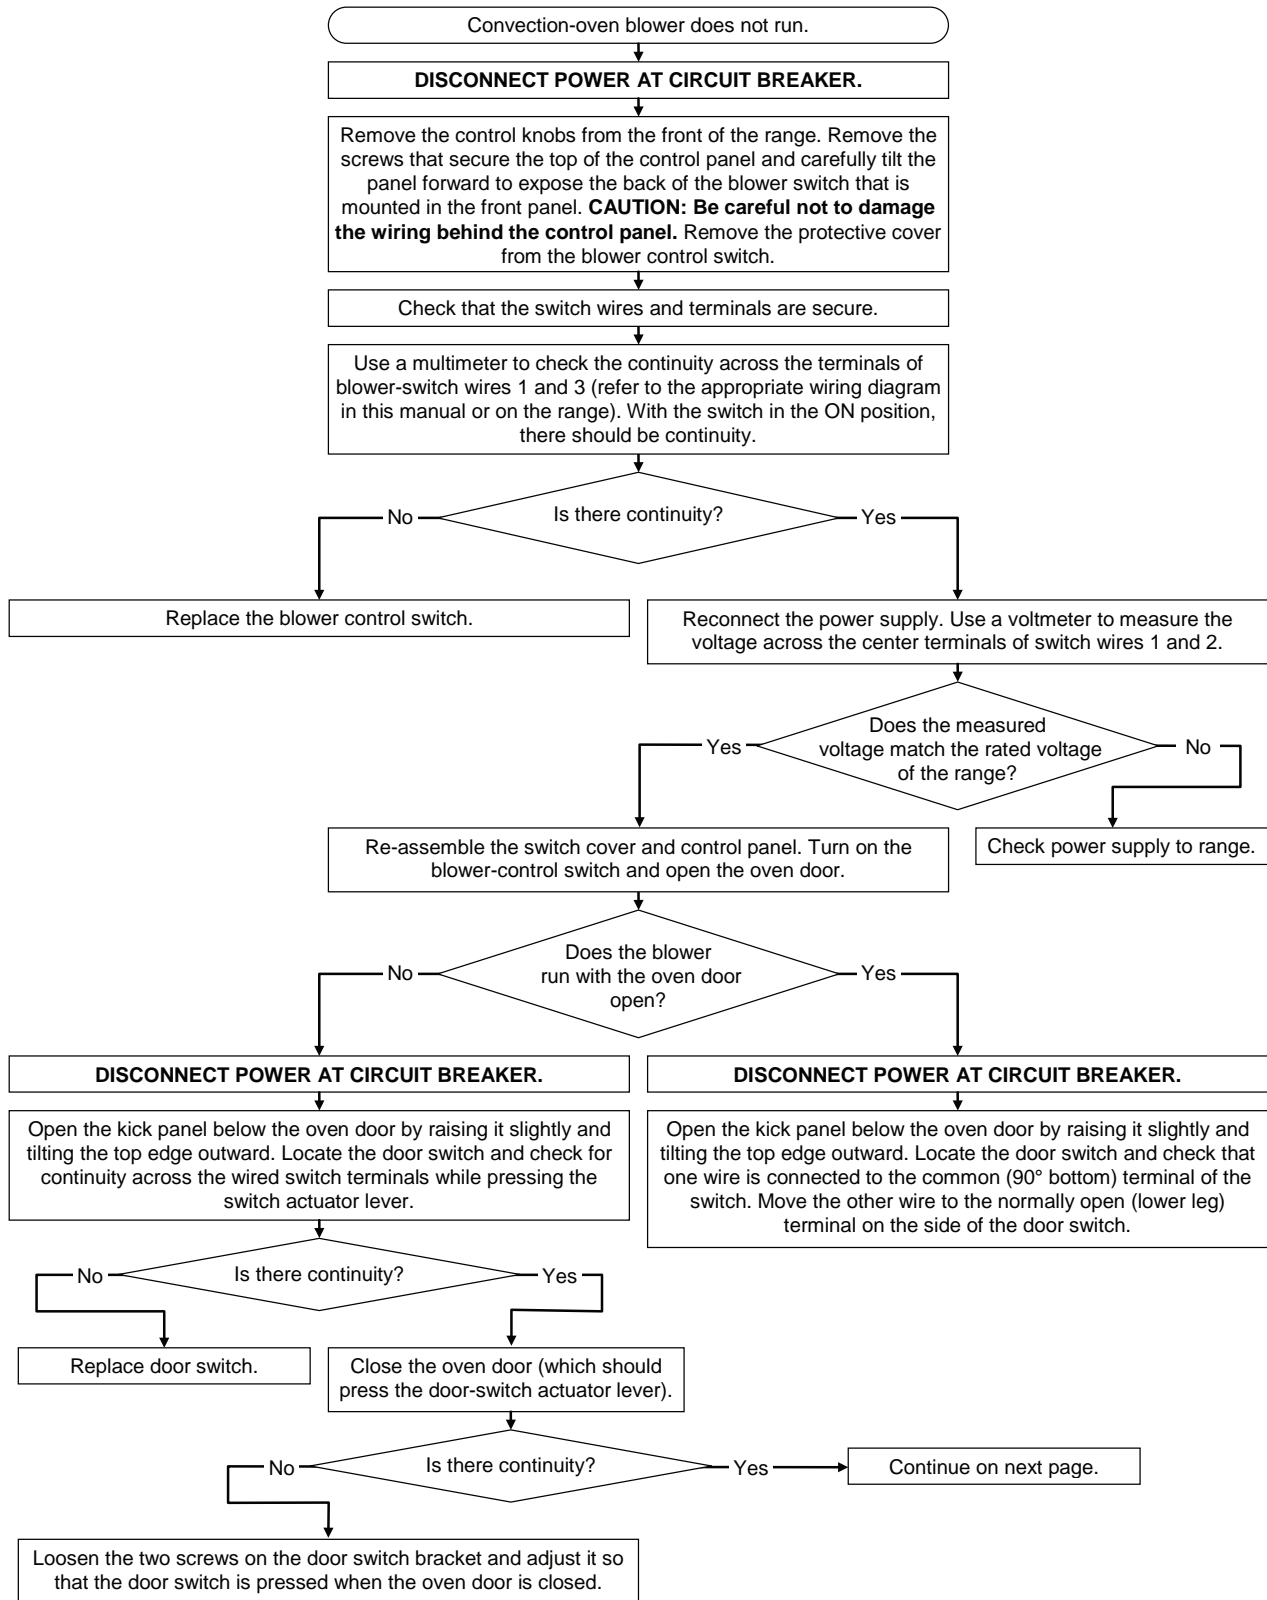 Convection-oven blower does not run.
DISCONNECT POWER AT CIRCUIT BREAKER.
Remove the control knobs from the front of the range. Remove the
screws that secure the top of the control panel and carefully tilt the
panel forward to expose the back of the blower switch that is
mounted in the front panel. CAUTION: Be careful not to damage
the wiring behind the control panel. Remove the protective cover
from the blower control switch.
Check that the switch wires and terminals are secure.
Use a multimeter to check the continuity across the terminals of
blower-switch wires 1 and 3 (refer to the appropriate wiring diagram
in this manual or on the range). With the switch in the ON position,
there should be continuity.
Is there continuity?
No
Yes
Replace the blower control switch.
Reconnect the power supply. Use a voltmeter to measure the
voltage across the center terminals of switch wires 1 and 2.
Does the measured
voltage match the rated voltage
of the range?
Yes
No
Re-assemble the switch cover and control panel. Turn on the
blower-control switch and open the oven door.
Check power supply to range.
Does the blower
run with the oven door
open?
No
Yes
DISCONNECT POWER AT CIRCUIT BREAKER.
Open the kick panel below the oven door by raising it slightly and
tilting the top edge outward. Locate the door switch and check for
continuity across the wired switch terminals while pressing the
switch actuator lever.
DISCONNECT POWER AT CIRCUIT BREAKER.
Open the kick panel below the oven door by raising it slightly and
tilting the top edge outward. Locate the door switch and check that
one wire is connected to the common (90° bottom) terminal of the
switch. Move the other wire to the normally open (lower leg)
terminal on the side of the door switch.
Is there continuity?
No
Yes
Replace door switch.
Close the oven door (which should
press the door-switch actuator lever).
Is there continuity?
No
Yes
Continue on next page.
Loosen the two screws on the door switch bracket and adjust it so
that the door switch is pressed when the oven door is closed.